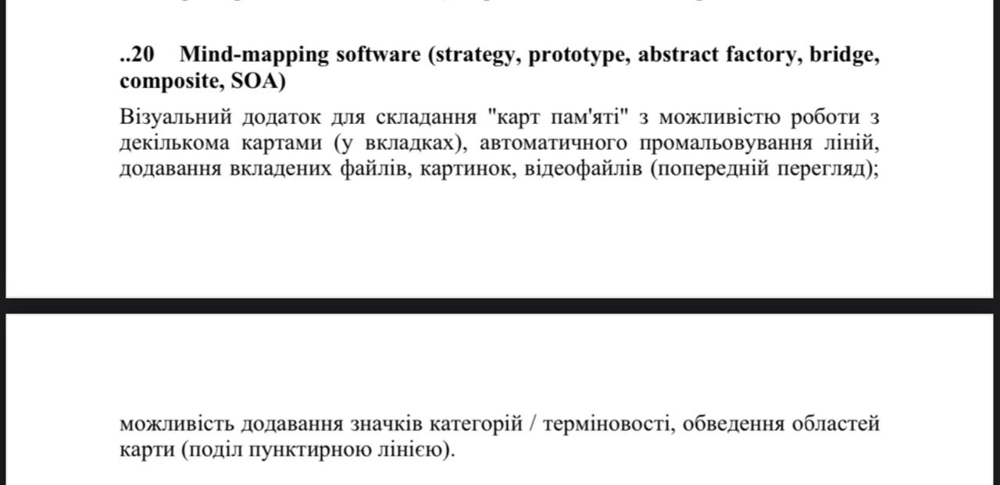 ..20 Mind-mapping software (strategy, prototype, abstract factory, bridge,
composite, SOA)
Візуальний додаток для складання "карт пам'яті" з можливістю роботи з
декількома картами (у вкладках), автоматичного промальовування ліній,
додавання вкладених файлів, картинок, відеофайлів (попередній перегляд);
можливість додавання значків категорій / терміновості, обведення областей
карти (поділ пунктирною лінією).